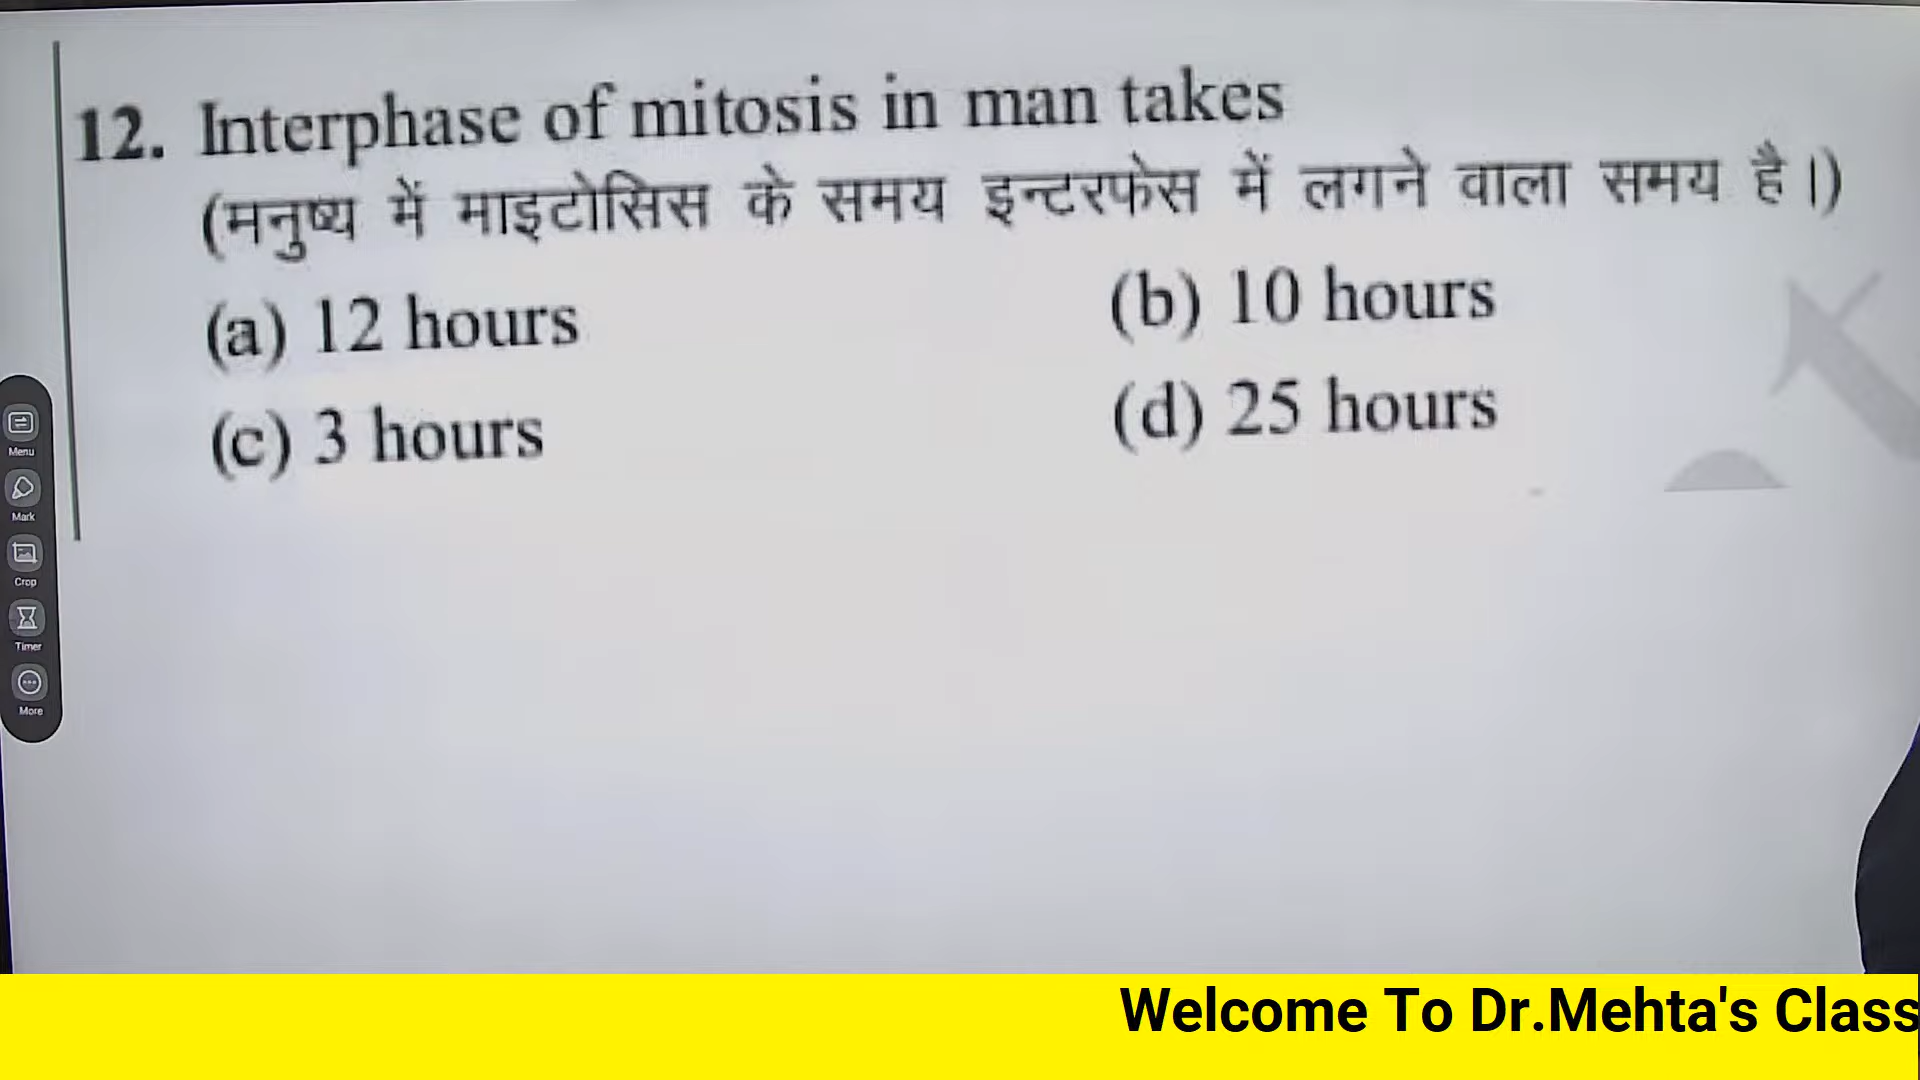 12. Interphase of mitosis in man takes
(मनुष्य में माइटोसिस के समय इन्टरफेस में लगने वाला समय है।)
(a) 12 hours
(b) 10 hours
(c) 3 hours
(d) 25 hours
Menu
Mark
Crop
Timer
More
Welcome To Dr.Mehta's Class